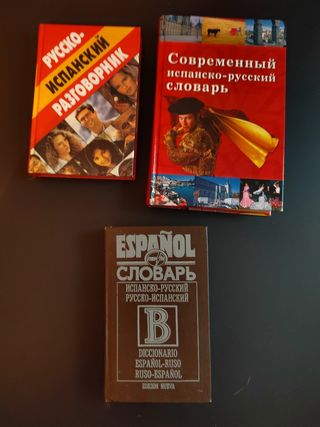 РУССКО-
ИСПАНСКИЙ
РАЗГОВОРНИК
Современный
испанско-русский
словарь
ESPAÑOL
СЛОВАРЬ
ИСПАНСКО-РУССКИЙ
РУССКО-ИСПАНСКИЙ
B
DICCIONARIO
ESPAÑOL-RUSO
RUSO-ESPAÑOL
EDICION NUEVA